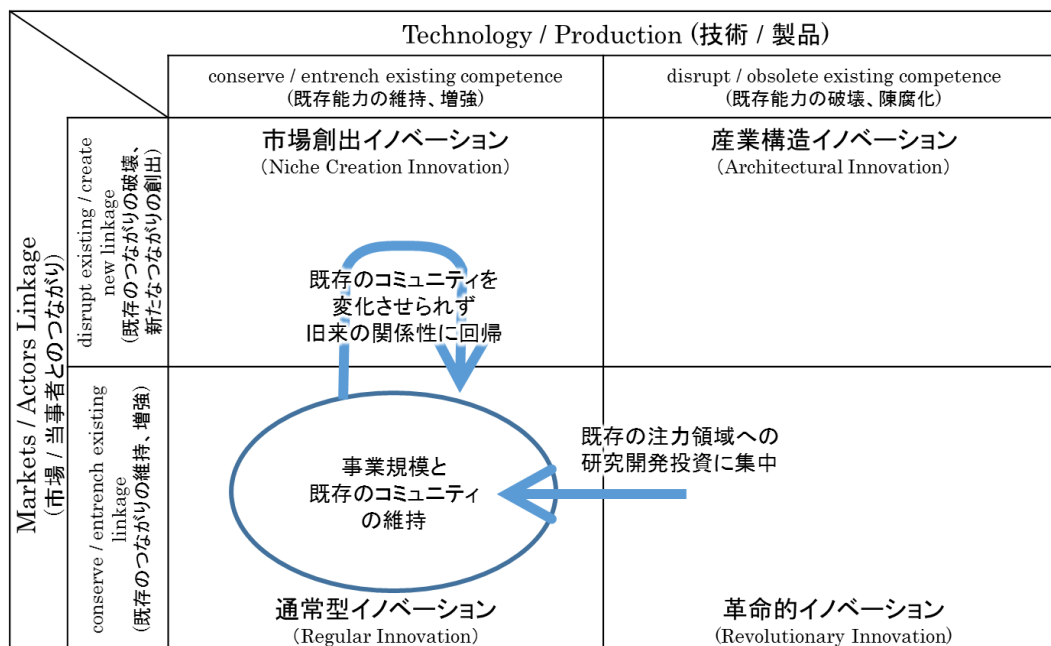 Technology / Production (技術 / 製品)
conserve / entrench existing competence
(既存能力の維持、増強)
disrupt / obsolete existing competence
(既存能力の破壊、陳腐化)
Markets / Actors Linkage
(市場 / 当事者とのつながり)
disrupt existing / create
new linkage
(既存のつながりの破壊、
新たなつながりの創出)
市場創出イノベーション
(Niche Creation Innovation)
産業構造イノベーション
(Architectural Innovation)
既存のコミュニティを
変化させられず
旧来の関係性に回帰
conserve / entrench existing
linkage
(既存のつながりの維持、増強)
事業規模と
既存のコミュニティ
の維持
既存の注力領域への
研究開発投資に集中
通常型イノベーション
(Regular Innovation)
革命的イノベーション
(Revolutionary Innovation)